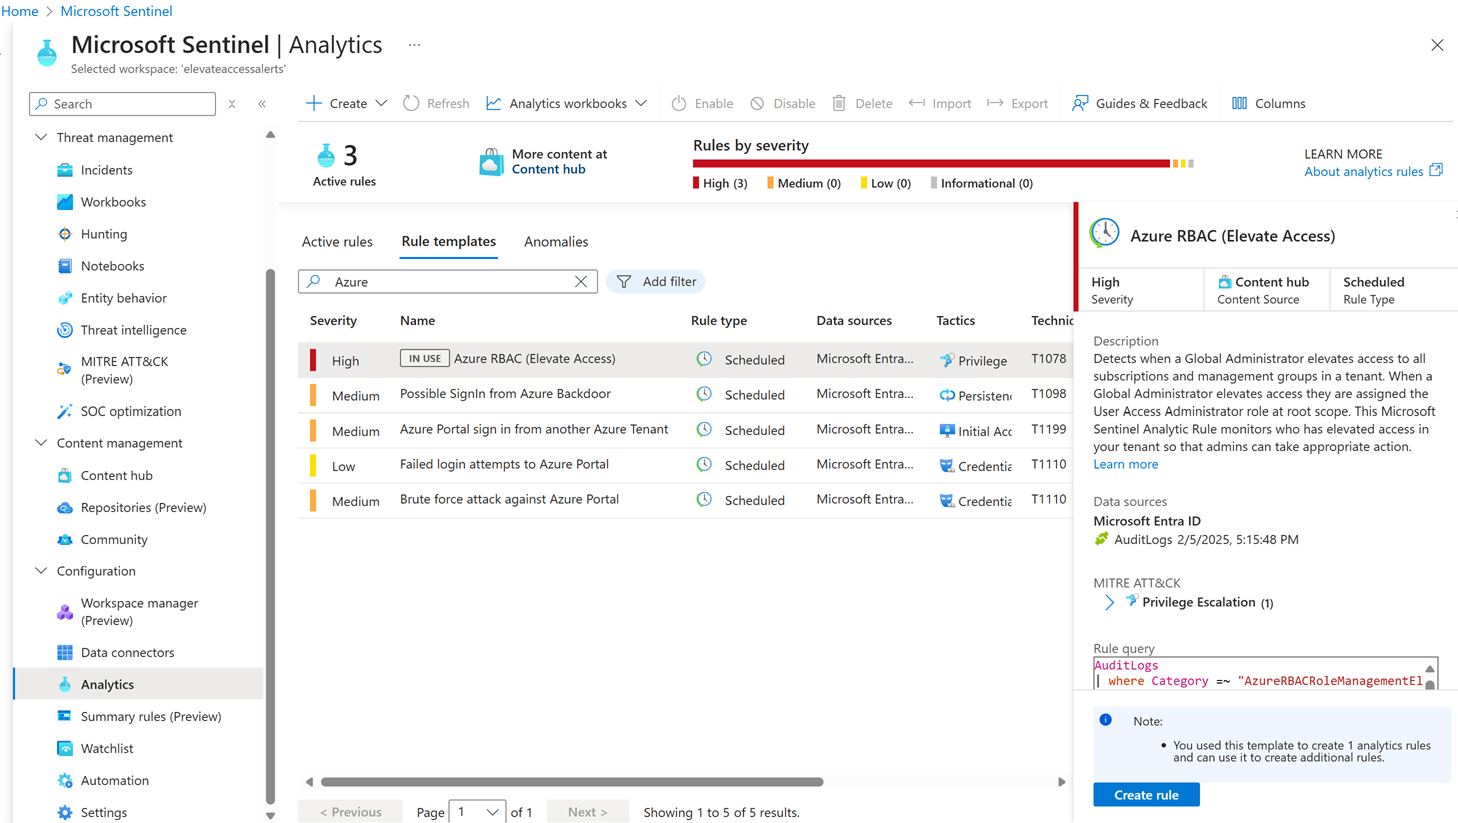 Home > Microsoft Sentinel
Microsoft Sentinel | Analytics ...
Selected workspace: 'elevateaccessalerts'
Search
Threat management
Incidents
Workbooks
Hunting
Notebooks
Entity behavior
Threat intelligence
MITRE ATT&CK
(Preview)
SOC optimization
Content management
Content hub
Repositories (Preview)
Community
Configuration
Workspace manager
(Preview)
Data connectors
Analytics
Summary rules (Preview)
Watchlist
Automation
Settings
Create Refresh Analytics workbooks Enable Disable Delete Import Export Guides & Feedback Columns
3
Active rules
More content at
Content hub
Rules by severity
High (3) Medium (0) Low (0) Informational (0)
LEARN MORE
About analytics rules
Active rules Rule templates Anomalies
Azure
Add filter
Severity Name Rule type Data sources Tactics Technic
High IN USE Azure RBAC (Elevate Access) Scheduled Microsoft Entra... Privilege T1078
Medium Possible SignIn from Azure Backdoor Scheduled Microsoft Entra... Persistenc T1098
Medium Azure Portal sign in from another Azure Tenant Scheduled Microsoft Entra... Initial Acc T1199
Low Failed login attempts to Azure Portal Scheduled Microsoft Entra... Credentia T1110
Medium Brute force attack against Azure Portal Scheduled Microsoft Entra... Credentia T1110
< Previous Page 1 of 1 Next > Showing 1 to 5 of 5 results.
Azure RBAC (Elevate Access)
High Content hub Scheduled
Severity Content Source Rule Type
Description
Detects when a Global Administrator elevates access to all
subscriptions and management groups in a tenant. When a
Global Administrator elevates access they are assigned the
User Access Administrator role at root scope. This Microsoft
Sentinel Analytic Rule monitors who has elevated access in
your tenant so that admins can take appropriate action.
Learn more
Data sources
Microsoft Entra ID
AuditLogs 2/5/2025, 5:15:48 PM
MITRE ATT&CK
Privilege Escalation (1)
Rule query
AuditLogs
| where Category =~ "AzureRBACRoleManagementEl
Note:
• You used this template to create 1 analytics rules
and can use it to create additional rules.
Create rule